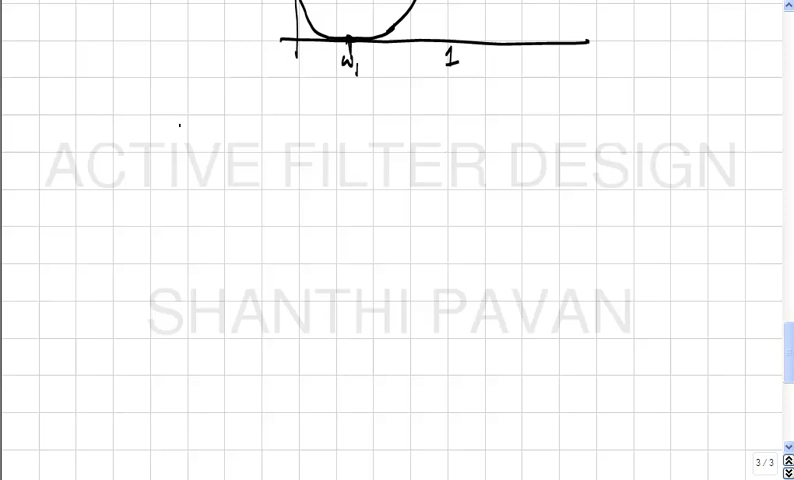 ω₁ 1
ACTIVE FILTER DESIGN
SHANTHI PAVAN
3 / 3